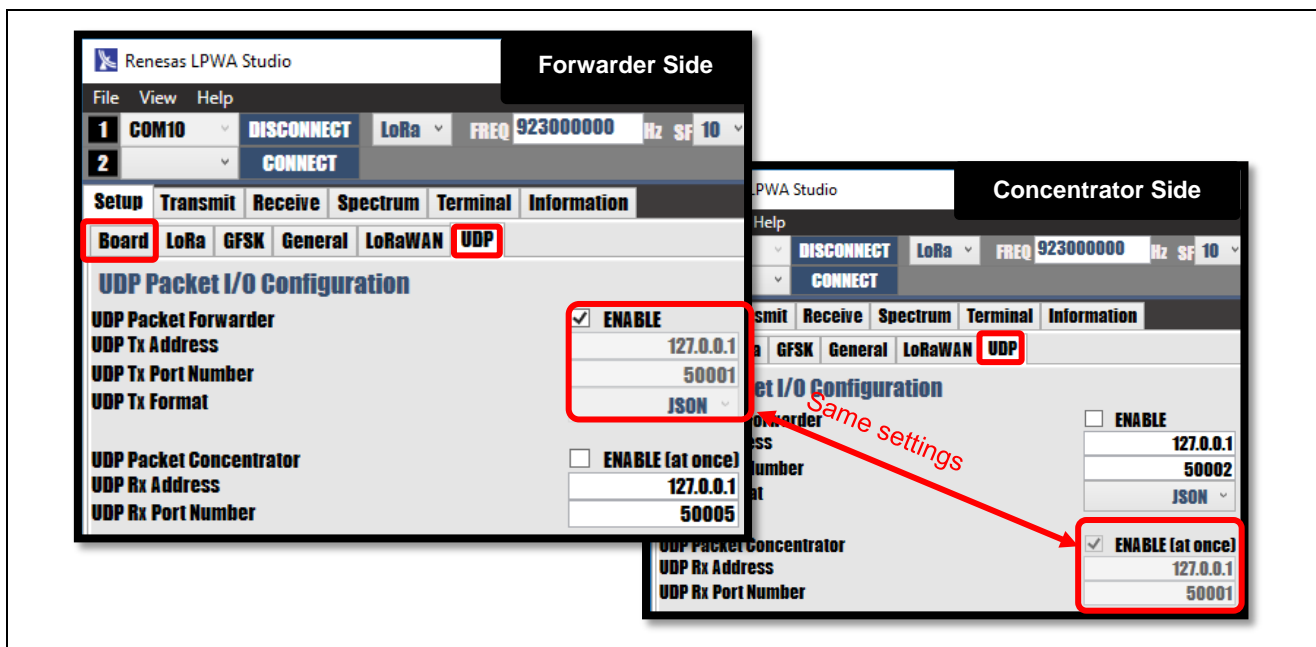 Renesas LPWA Studio
Forwarder Side
File View Help
1 COM10 DISCONNECT LoRa FREQ 923000000 Hz SF 10
2 CONNECT
Setup Transmit Receive Spectrum Terminal Information
Board LoRa GFSK General LoRaWAN UDP
UDP Packet I/O Configuration
UDP Packet Forwarder ENABLE
UDP Tx Address 127.0.0.1
UDP Tx Port Number 50001
UDP Tx Format JSON
UDP Packet Concentrator ENABLE (at once)
UDP Rx Address 127.0.0.1
UDP Rx Port Number 50005
LPWA Studio
Concentrator Side
Help
DISCONNECT LoRa FREQ 923000000 Hz SF 10
CONNECT
smit Receive Spectrum Terminal Information
a GFSK General LoRaWAN UDP
et I/O Configuration
orwarder ENABLE
ess 127.0.0.1
umber 50002
at JSON
Same settings
UDP Packet Concentrator ENABLE (at once)
UDP Rx Address 127.0.0.1
UDP Rx Port Number 50001